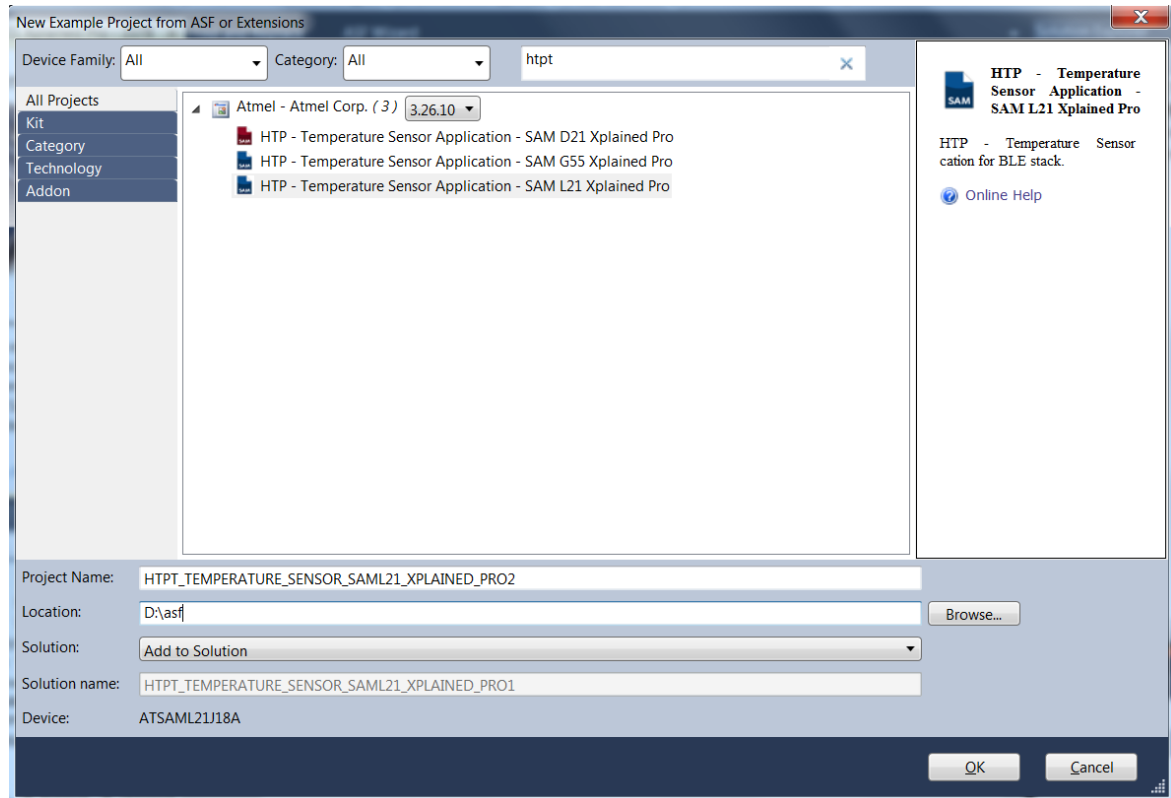 New Example Project from ASF or Extensions
Device Family: All Category: All htpt
All Projects
Kit
Category
Technology
Addon
Atmel - Atmel Corp. (3) 3.26.10
HTP - Temperature Sensor Application - SAM D21 Xplained Pro
HTP - Temperature Sensor Application - SAM G55 Xplained Pro
HTP - Temperature Sensor Application - SAM L21 Xplained Pro
SAM
HTP - Temperature
Sensor Application -
SAM L21 Xplained Pro
HTP - Temperature Sensor
cation for BLE stack.
Online Help
Project Name: HTPT_TEMPERATURE_SENSOR_SAML21_XPLAINED_PRO2
Location: D:\asf Browse...
Solution: Add to Solution
Solution name: HTPT_TEMPERATURE_SENSOR_SAML21_XPLAINED_PRO1
Device: ATSAML21J18A
OK Cancel